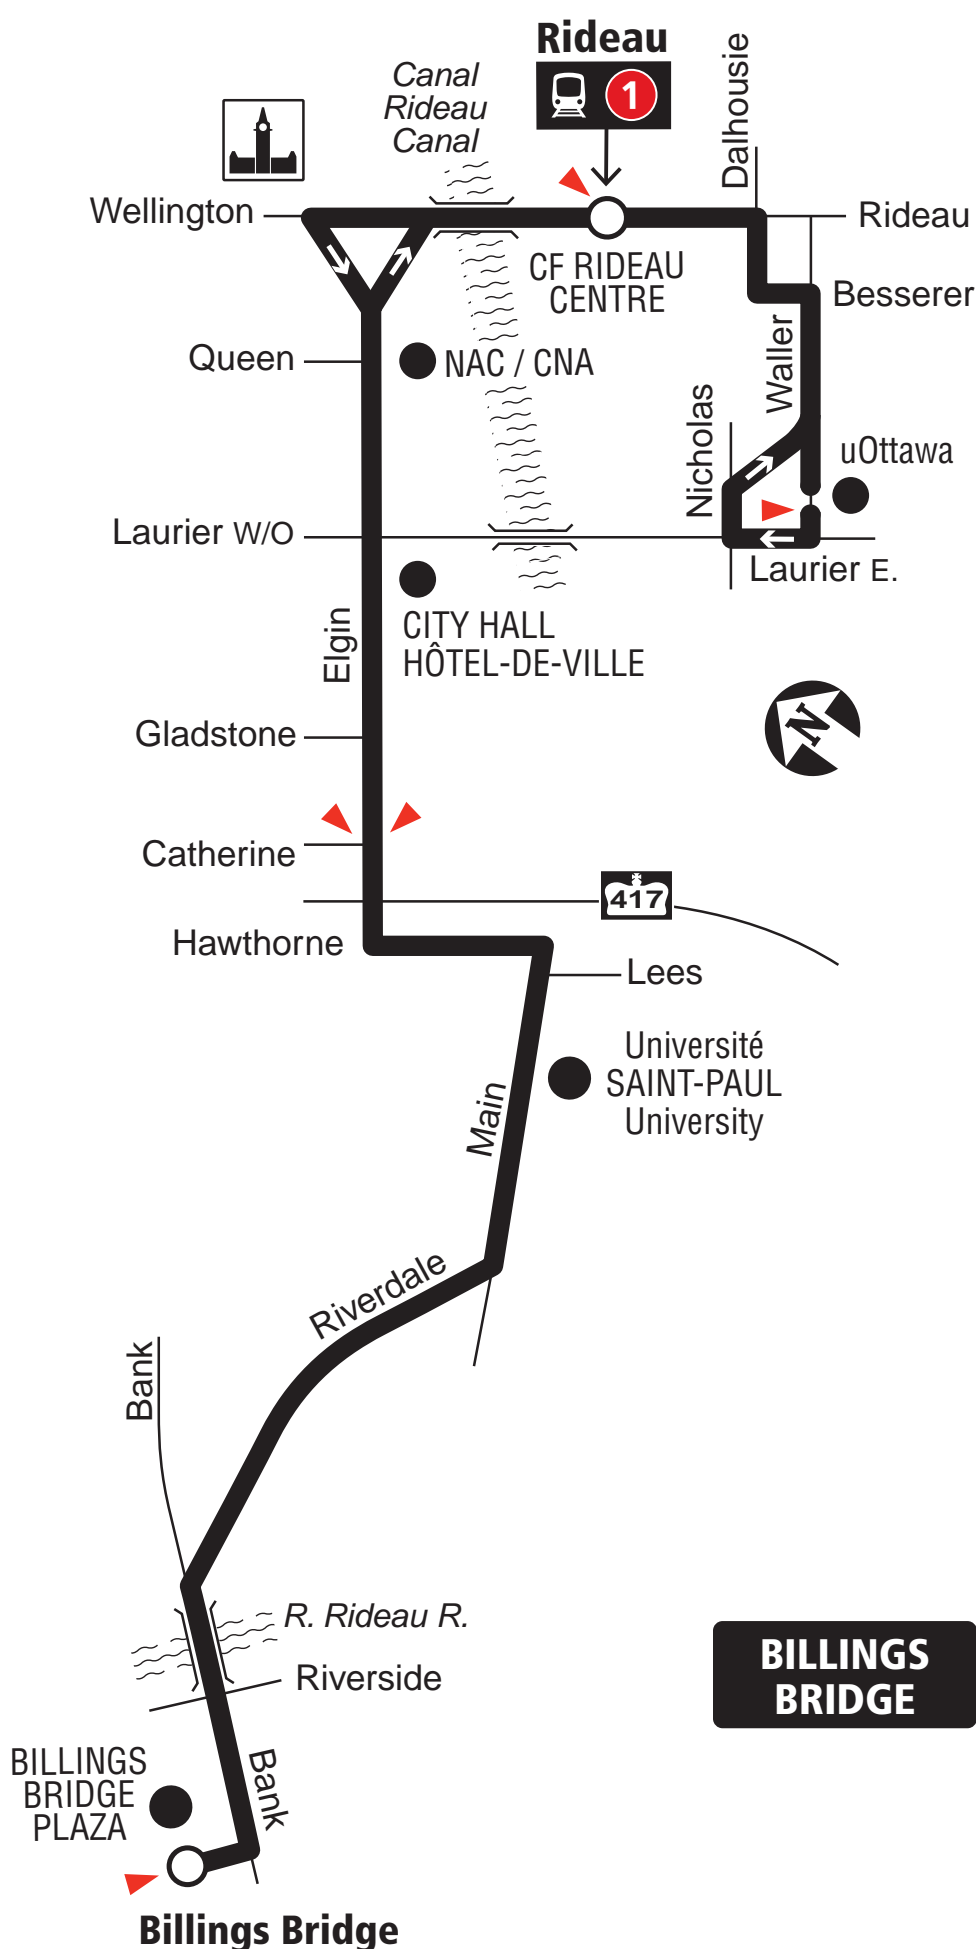 Rideau
1
Canal
Rideau
Canal
Dalhousie
Wellington
Rideau
CF RIDEAU
CENTRE
Besserer
Queen
NAC / CNA
Waller
Nicholas
uOttawa
Laurier W/O
Laurier E.
CITY HALL
HÔTEL-DE-VILLE
Elgin
N
Gladstone
Catherine
417
Hawthorne
Lees
Université
SAINT-PAUL
University
Main
Riverdale
Bank
R. Rideau R.
Riverside
BILLINGS
BRIDGE
BILLINGS
BRIDGE
PLAZA
Bank
Billings Bridge